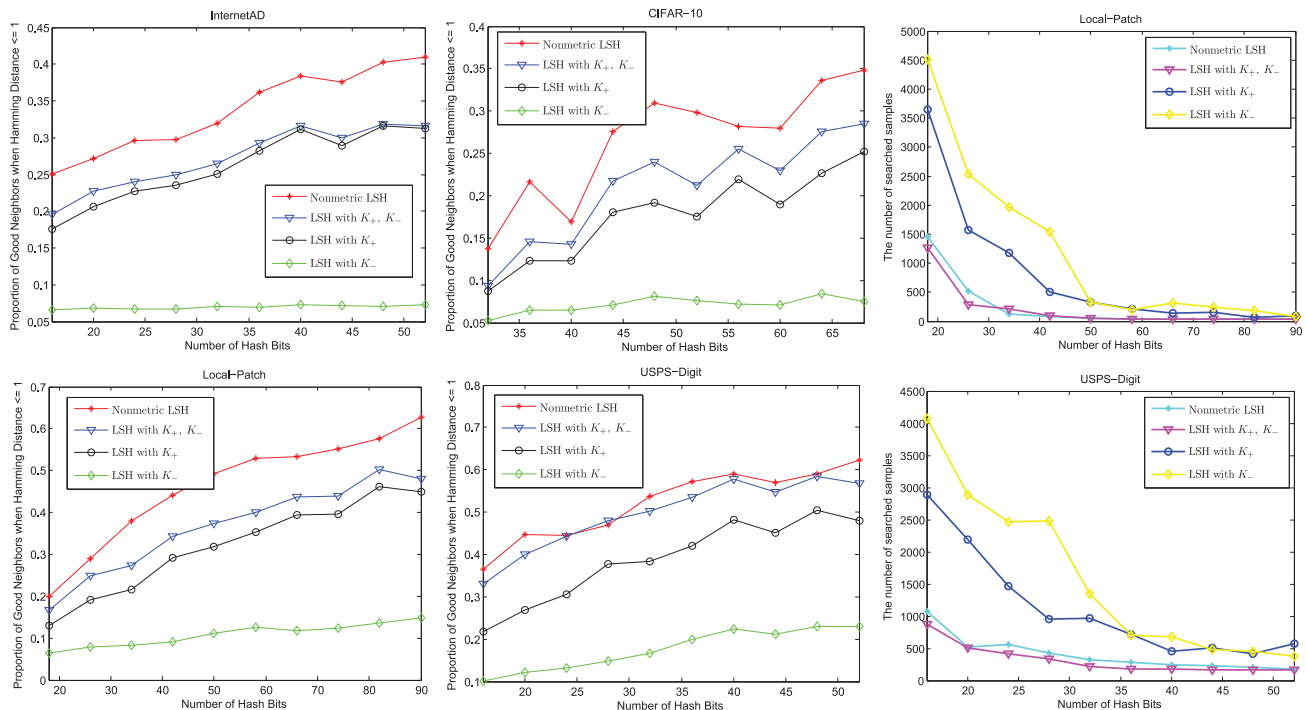 InternetAD
Proportion of Good Neighbors when Hamming Distance <= 1
0.45
0.4
0.35
0.3
0.25
0.2
0.15
0.1
0.05
Nonmetric LSH
LSH with K₊, K₋
LSH with K₊
LSH with K₋
20 25 30 35 40 45 50
Number of Hash Bits
CIFAR-10
Proportion of Good Neighbors when Hamming Distance <= 1
0.4
0.35
0.3
0.25
0.2
0.15
0.1
0.05
Nonmetric LSH
LSH with K₊, K₋
LSH with K₊
LSH with K₋
35 40 45 50 55 60 65
Number of Hash Bits
Local-Patch
The number of searched samples
5000
4500
4000
3500
3000
2500
2000
1500
1000
500
0
Nonmetric LSH
LSH with K₊, K₋
LSH with K₊
LSH with K₋
20 30 40 50 60 70 80 90
Number of Hash Bits
Local-Patch
Proportion of Good Neighbors when Hamming Distance <= 1
0.7
0.6
0.5
0.4
0.3
0.2
0.1
0
Nonmetric LSH
LSH with K₊, K₋
LSH with K₊
LSH with K₋
20 30 40 50 60 70 80 90
Number of Hash Bits
USPS-Digit
Proportion of Good Neighbors when Hamming Distance <= 1
0.8
0.7
0.6
0.5
0.4
0.3
0.2
0.1
Nonmetric LSH
LSH with K₊, K₋
LSH with K₊
LSH with K₋
20 25 30 35 40 45 50
Number of Hash Bits
USPS-Digit
The number of searched samples
4500
4000
3500
3000
2500
2000
1500
1000
500
0
Nonmetric LSH
LSH with K₊, K₋
LSH with K₊
LSH with K₋
20 25 30 35 40 45 50
Number of Hash Bits